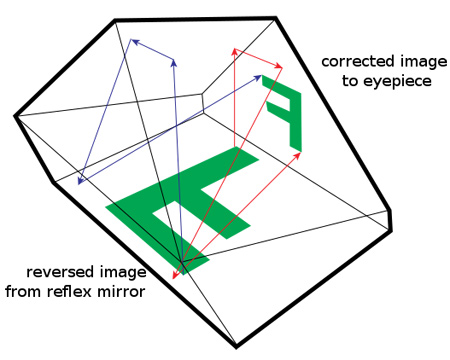 corrected image
to eyepiece
F
F
reversed image
from reflex mirror